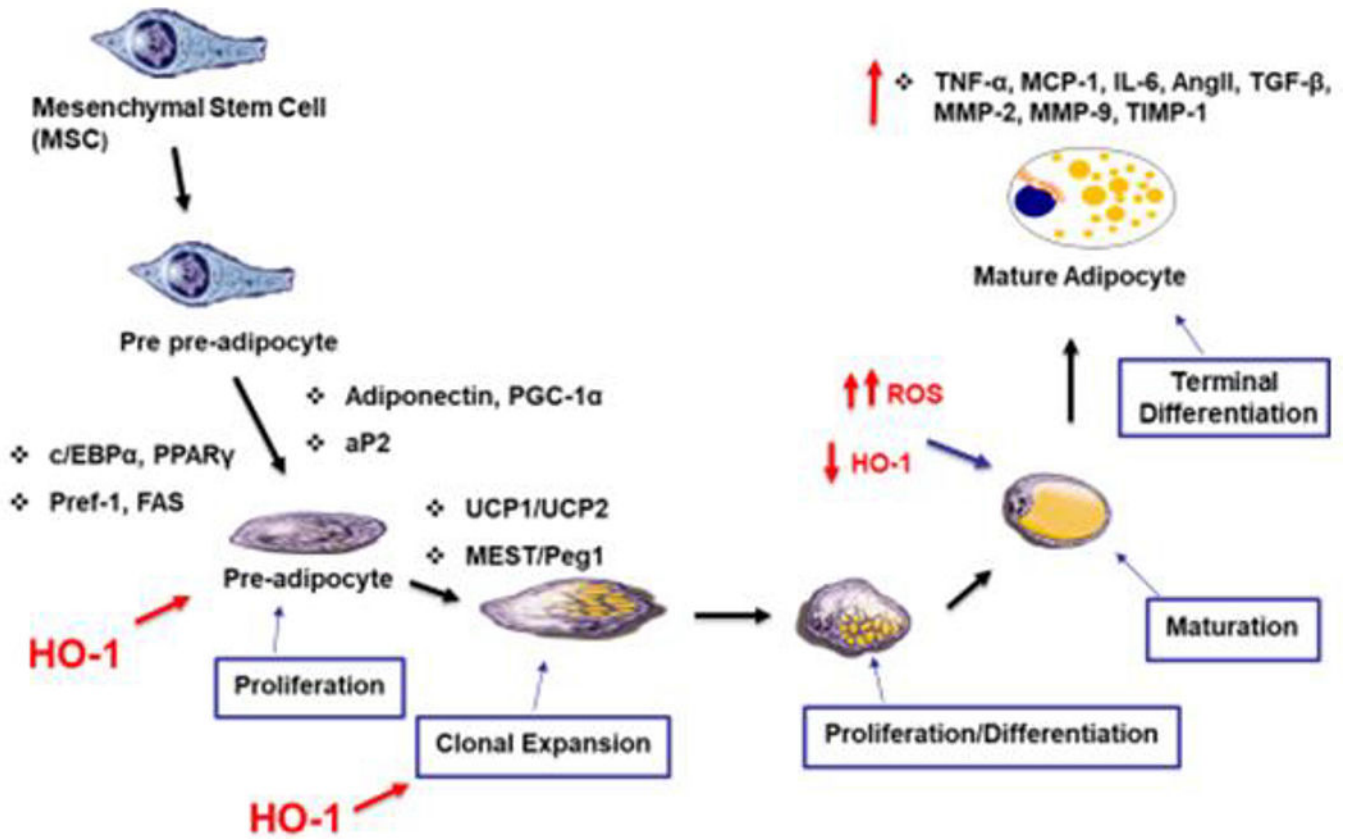 Mesenchymal Stem Cell
(MSC)
Pre pre-adipocyte
❖ Adiponectin, PGC-1α
❖ aP2
❖ c/EBPα, PPARγ
❖ Pref-1, FAS
❖ UCP1/UCP2
❖ MEST/Peg1
Pre-adipocyte
HO-1
Proliferation
Clonal Expansion
HO-1
Proliferation/Differentiation
Maturation
ROS
HO-1
Terminal
Differentiation
Mature Adipocyte
❖ TNF-α, MCP-1, IL-6, AngII, TGF-β,
MMP-2, MMP-9, TIMP-1